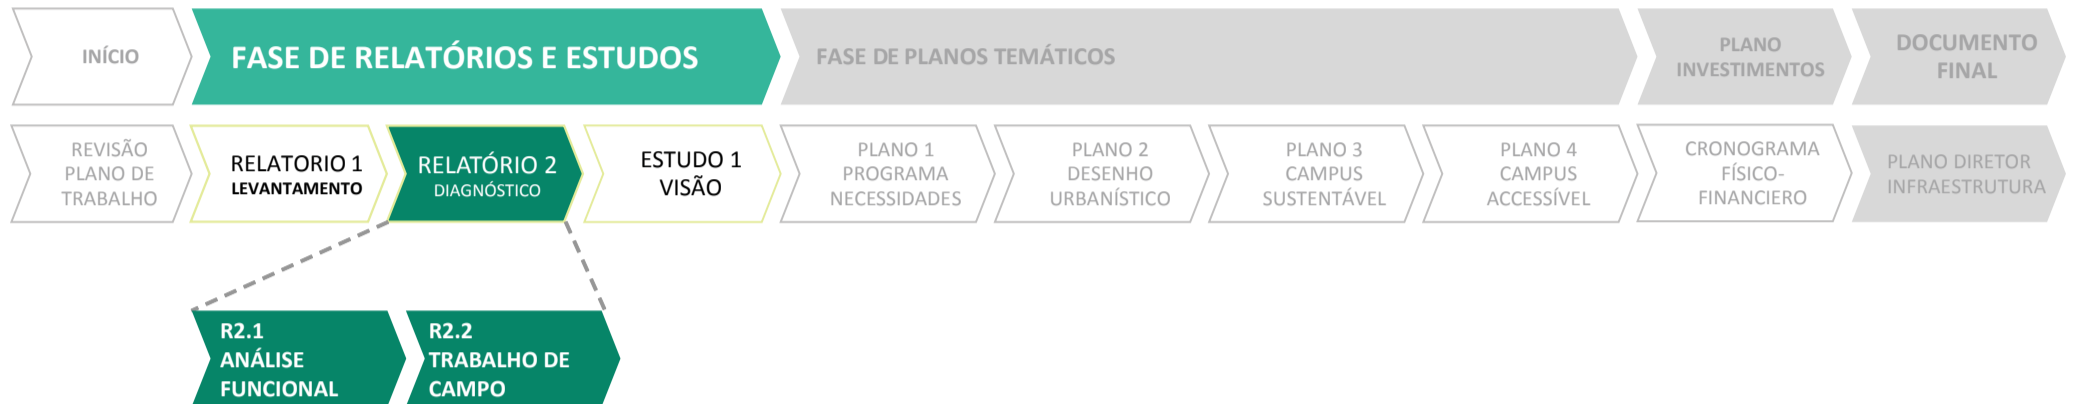 INÍCIO
FASE DE RELATÓRIOS E ESTUDOS
FASE DE PLANOS TEMÁTICOS
PLANO
INVESTIMENTOS
DOCUMENTO
FINAL
REVISÃO
PLANO DE
TRABALHO
RELATORIO 1
LEVANTAMENTO
RELATÓRIO 2
DIAGNÓSTICO
ESTUDO 1
VISÃO
PLANO 1
PROGRAMA
NECESSIDADES
PLANO 2
DESENHO
URBANÍSTICO
PLANO 3
CAMPUS
SUSTENTÁVEL
PLANO 4
CAMPUS
ACCESSÍVEL
CRONOGRAMA
FÍSICO-
FINANCIERO
PLANO DIRETOR
INFRAESTRUTURA
R2.1
ANÁLISE
FUNCIONAL
R2.2
TRABALHO DE
CAMPO